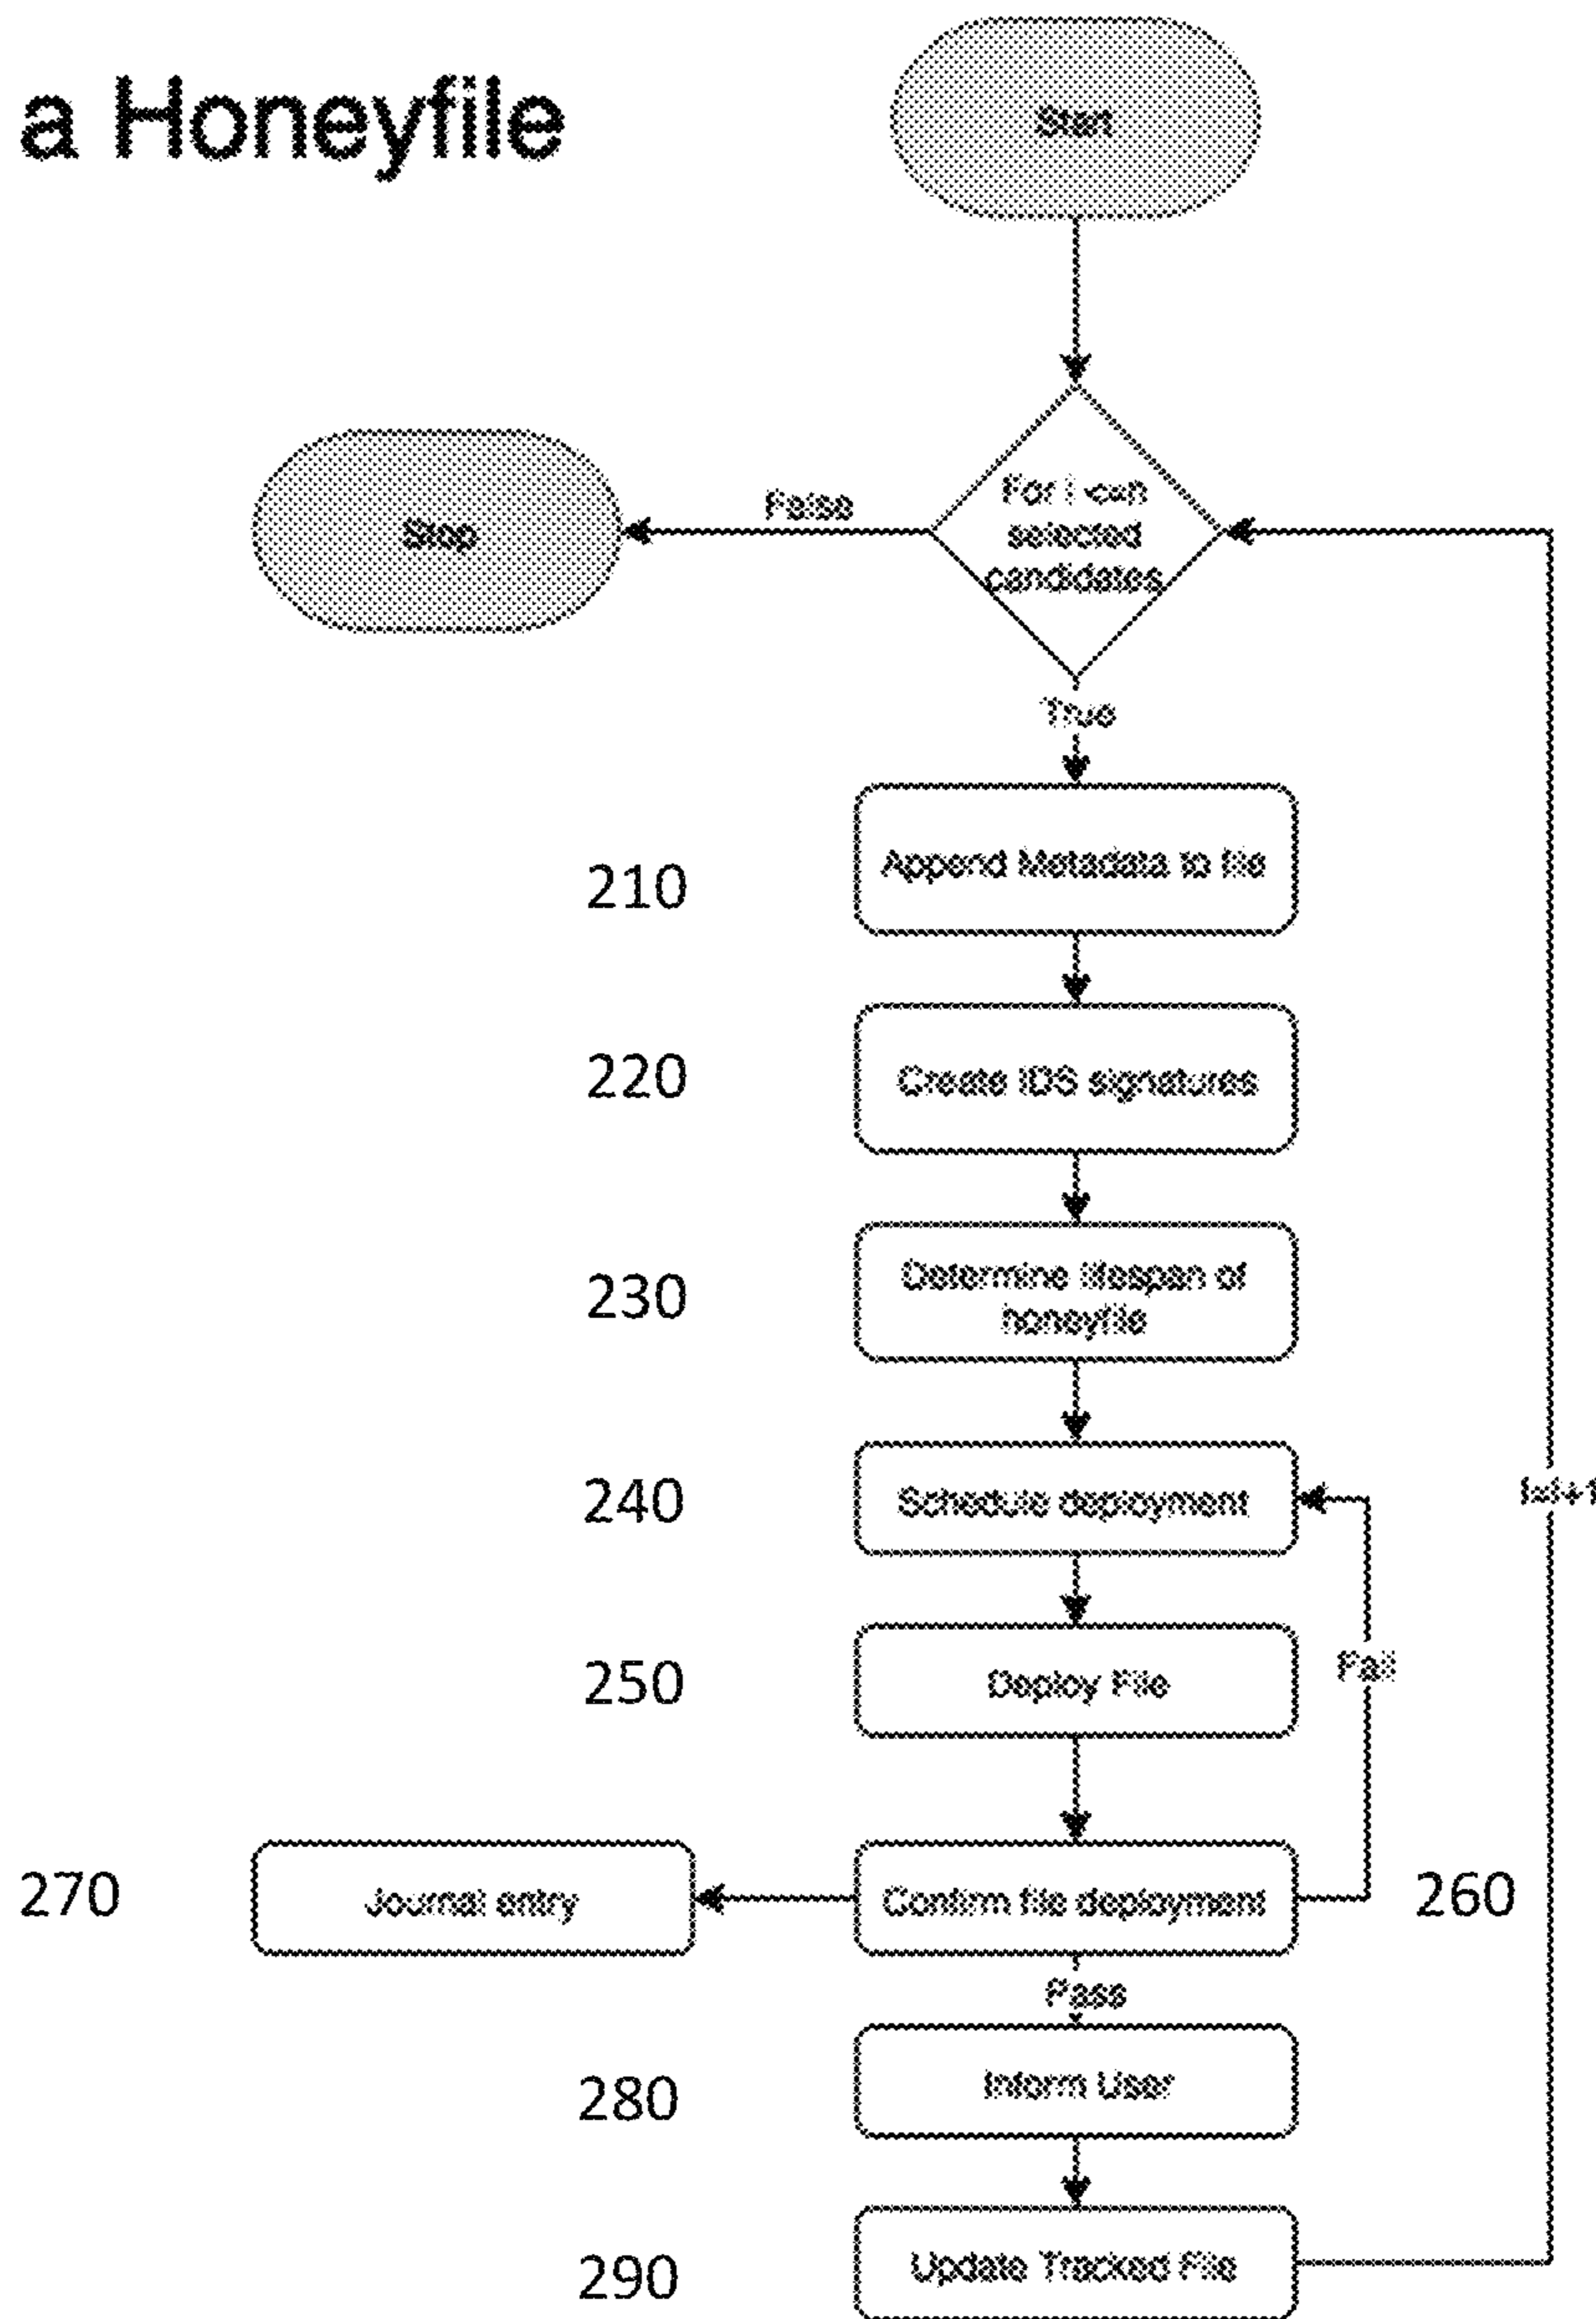 a Honeyfile
Start
For i <=n
selected
candidates
False
Stop
True
210
Append Metadata to file
220
Create IDS signatures
230
Determine lifespan of
honeyfile
240
Schedule deployment
i=i+1
250
Deploy File
Fail
270
Journal entry
Confirm file deployment
260
Pass
280
Inform User
290
Update Tracked File